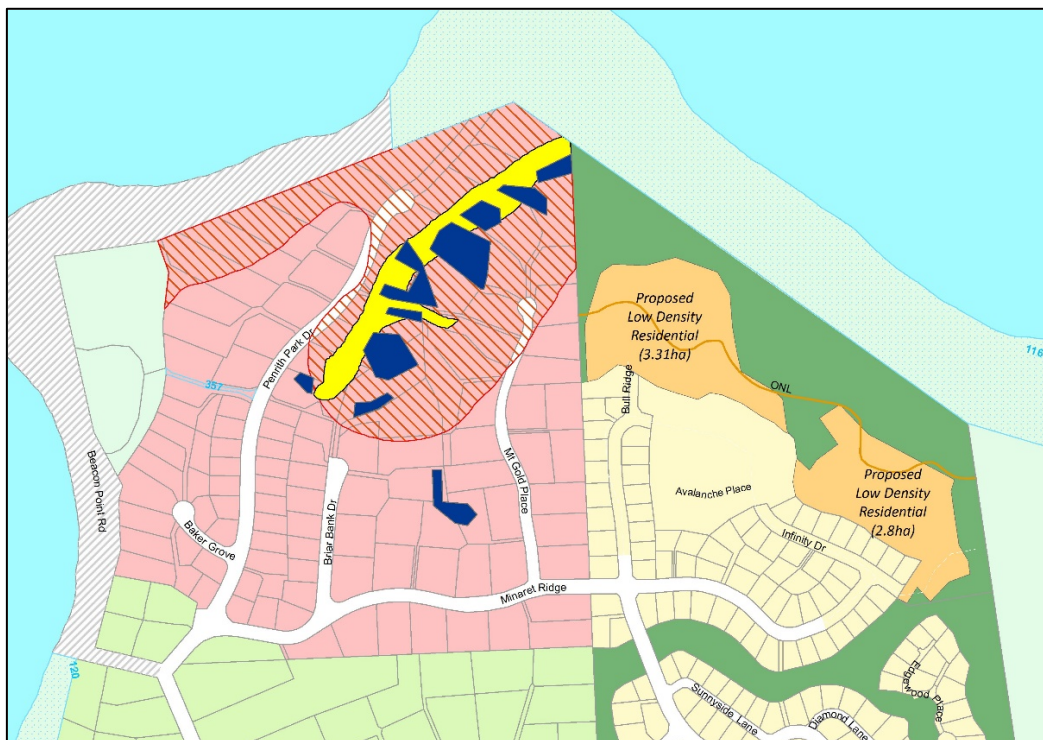 Proposed
Low Density
Residential
(3.31ha)
116
Penrith Park Dr
357
Bull Ridge
ONL
Beacon Point Rd
Mt Gold Place
Proposed
Low Density
Residential
(2.8ha)
Avalanche Place
Briar Bank Dr
Infinity Dr
Baker Grove
Minaret Ridge
120
Edgewood Place
Sunnyside Lane
Diamond Lane